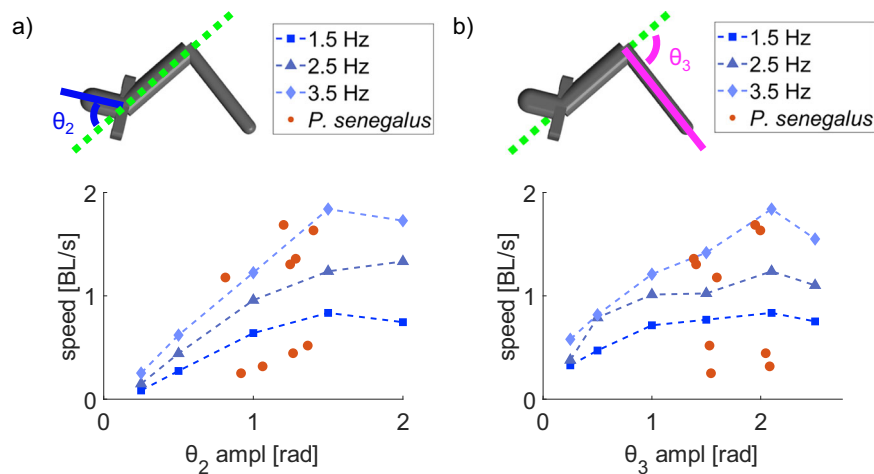 a)
θ2
1.5 Hz
2.5 Hz
3.5 Hz
P. senegalus
speed [BL/s]
2
1
0
0
1
2
θ2 ampl [rad]
b)
θ3
1.5 Hz
2.5 Hz
3.5 Hz
P. senegalus
speed [BL/s]
2
1
0
0
1
2
θ3 ampl [rad]